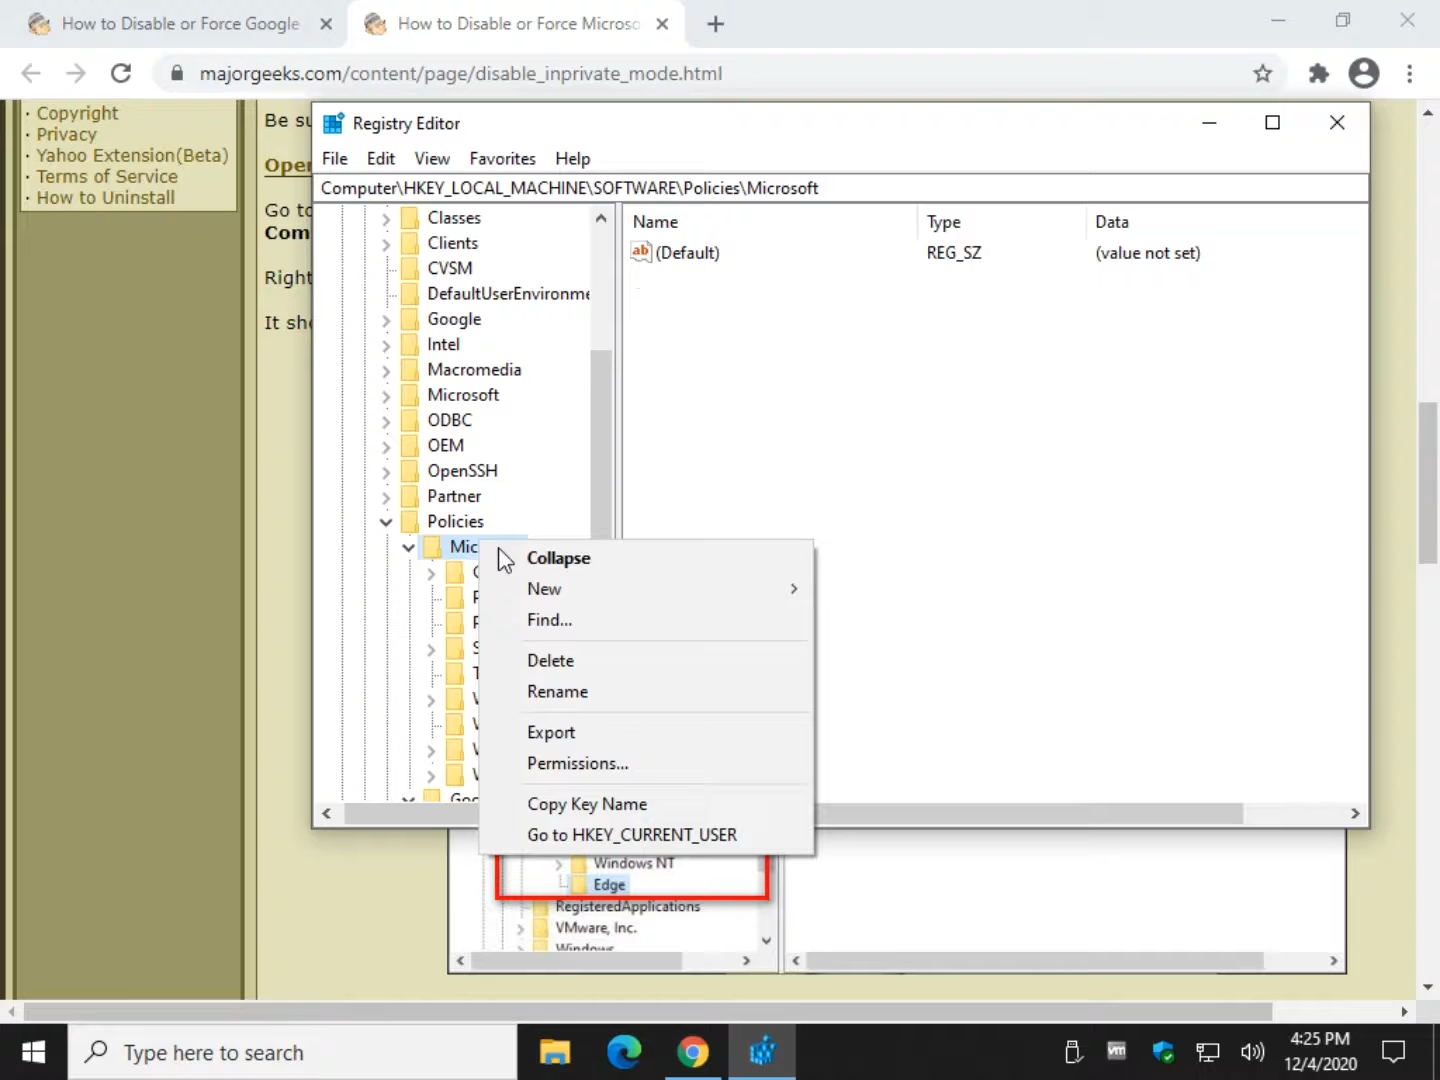 How to Disable or Force Google
How to Disable or Force Microso
majorgeeks.com/content/page/disable_inprivate_mode.html
· Copyright
· Privacy
· Yahoo Extension(Beta)
· Terms of Service
· How to Uninstall
Be su
Open
Go to
Com
Right
It sho
Registry Editor
File Edit View Favorites Help
Computer\HKEY_LOCAL_MACHINE\SOFTWARE\Policies\Microsoft
Classes
Clients
CVSM
DefaultUserEnvironme
Google
Intel
Macromedia
Microsoft
ODBC
OEM
OpenSSH
Partner
Policies
Mic
Name Type Data
ab (Default) REG_SZ (value not set)
Collapse
New
Find...
Delete
Rename
Export
Permissions...
Copy Key Name
Go to HKEY_CURRENT_USER
Windows NT
Edge
RegisteredApplications
VMware, Inc.
Windows
Type here to search
vm
4:25 PM
12/4/2020